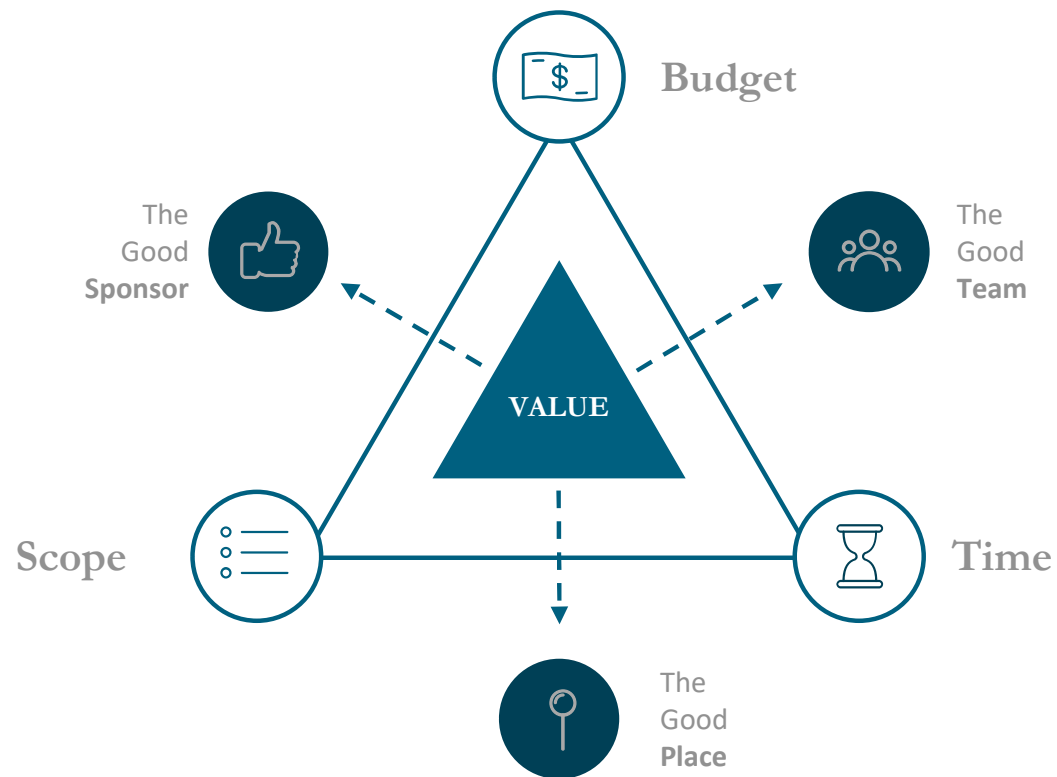 $
Budget
The
Good
Sponsor
The
Good
Team
VALUE
Scope
Time
The
Good
Place